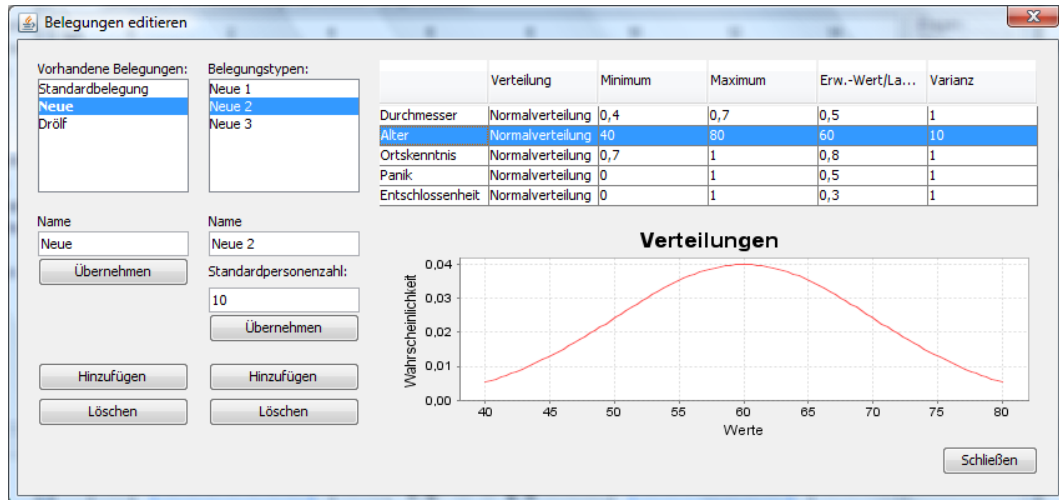 Belegungen editieren
Vorhandene Belegungen:
Standardbelegung
Neue
Drölf
Name
Neue
Übernehmen
Hinzufügen
Löschen
Belegungstypen:
Neue 1
Neue 2
Neue 3
Name
Neue 2
Standardpersonenzahl:
10
Übernehmen
Hinzufügen
Löschen
Verteilung Minimum Maximum Erw.-Wert/La... Varianz
Durchmesser Normalverteilung 0,4 0,7 0,5 1
Alter Normalverteilung 40 80 60 10
Ortskenntnis Normalverteilung 0,7 1 0,8 1
Panik Normalverteilung 0 1 0,5 1
Entschlossenheit Normalverteilung 0 1 0,3 1
Verteilungen
Wahrscheinlichkeit
0,04
0,03
0,02
0,01
0,00
40 45 50 55 60 65 70 75 80
Werte
Schließen